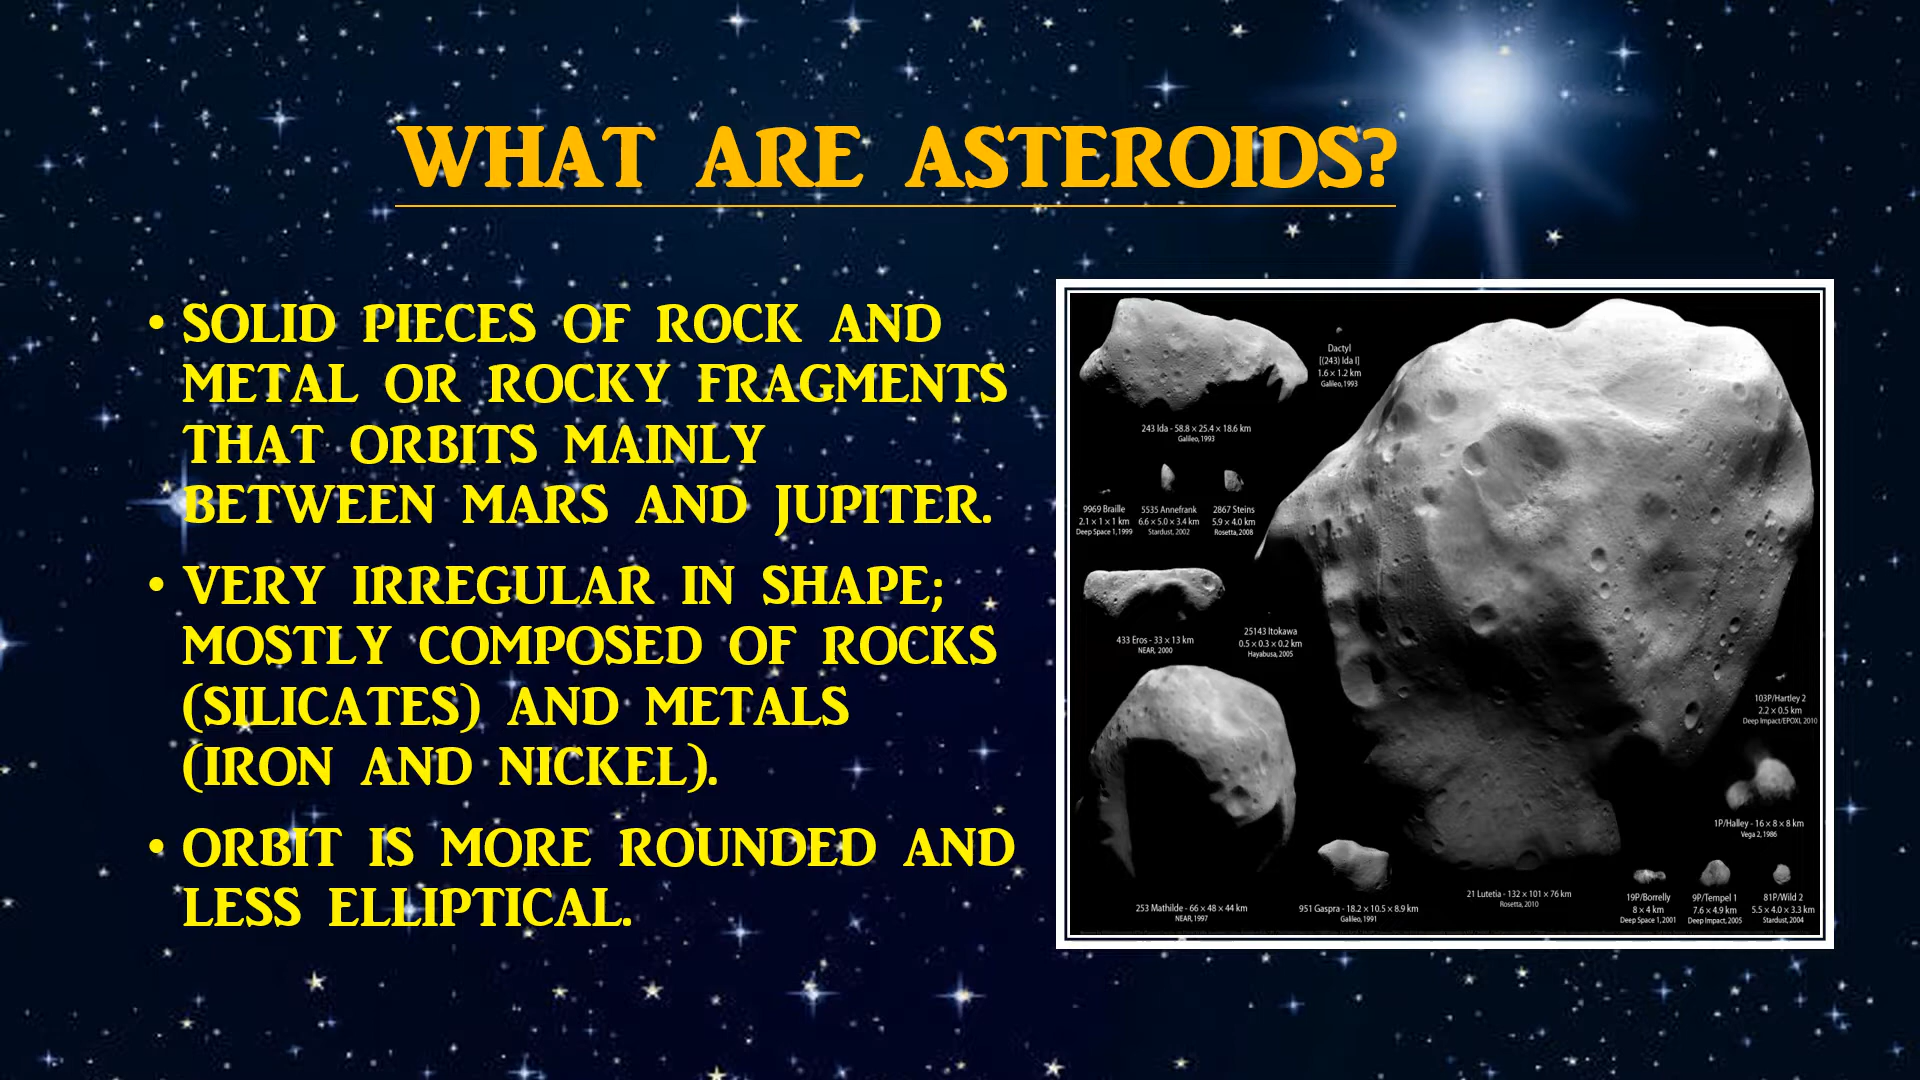 WHAT ARE ASTEROIDS?
• SOLID PIECES OF ROCK AND
METAL OR ROCKY FRAGMENTS
THAT ORBITS MAINLY
BETWEEN MARS AND JUPITER.
• VERY IRREGULAR IN SHAPE;
MOSTLY COMPOSED OF ROCKS
(SILICATES) AND METALS
(IRON AND NICKEL).
• ORBIT IS MORE ROUNDED AND
LESS ELLIPTICAL.
Dactyl
[(243) Ida I]
1.6 × 1.2 km
Galileo, 1993
243 Ida - 58.8 × 25.4 × 18.6 km
Galileo, 1993
9969 Braille
2.1 × 1 × 1 km
Deep Space 1, 1999
5535 Annefrank
6.6 × 5.0 × 3.4 km
Stardust, 2002
2867 Steins
5.9 × 4.0 km
Rosetta, 2008
433 Eros - 33 × 13 km
NEAR, 2000
25143 Itokawa
0.5 × 0.3 × 0.2 km
Hayabusa, 2005
103P/Hartley 2
2.2 × 0.5 km
Deep Impact/EPOXI, 2010
1P/Halley - 16 × 8 × 8 km
Vega 2, 1986
253 Mathilde - 66 × 48 × 44 km
NEAR, 1997
951 Gaspra - 18.2 × 10.5 × 8.9 km
Galileo, 1991
21 Lutetia - 132 × 101 × 76 km
Rosetta, 2010
19P/Borrelly
8 × 4 km
Deep Space 1, 2001
9P/Tempel 1
7.6 × 4.9 km
Deep Impact, 2005
81P/Wild 2
5.5 × 4.0 × 3.3 km
Stardust, 2004